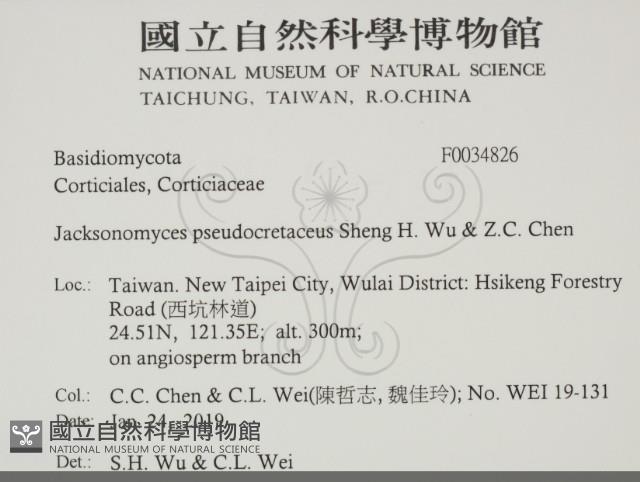 國立自然科學博物館
NATIONAL MUSEUM OF NATURAL SCIENCE
TAICHUNG, TAIWAN, R.O.CHINA
Basidiomycota F0034826
Corticiales, Corticiaceae
Jacksonomyces pseudocretaceus Sheng H. Wu & Z.C. Chen
Loc.: Taiwan. New Taipei City, Wulai District: Hsikeng Forestry
Road (西坑林道)
24.51N, 121.35E; alt. 300m;
on angiosperm branch
Col.: C.C. Chen & C.L. Wei(陳哲志, 魏佳玲); No. WEI 19-131
Date: Jan. 24, 2019
國立自然科學博物館
NATIONAL MUSEUM OF NATURAL SCIENCE
Det.: S.H. Wu & C.L. Wei